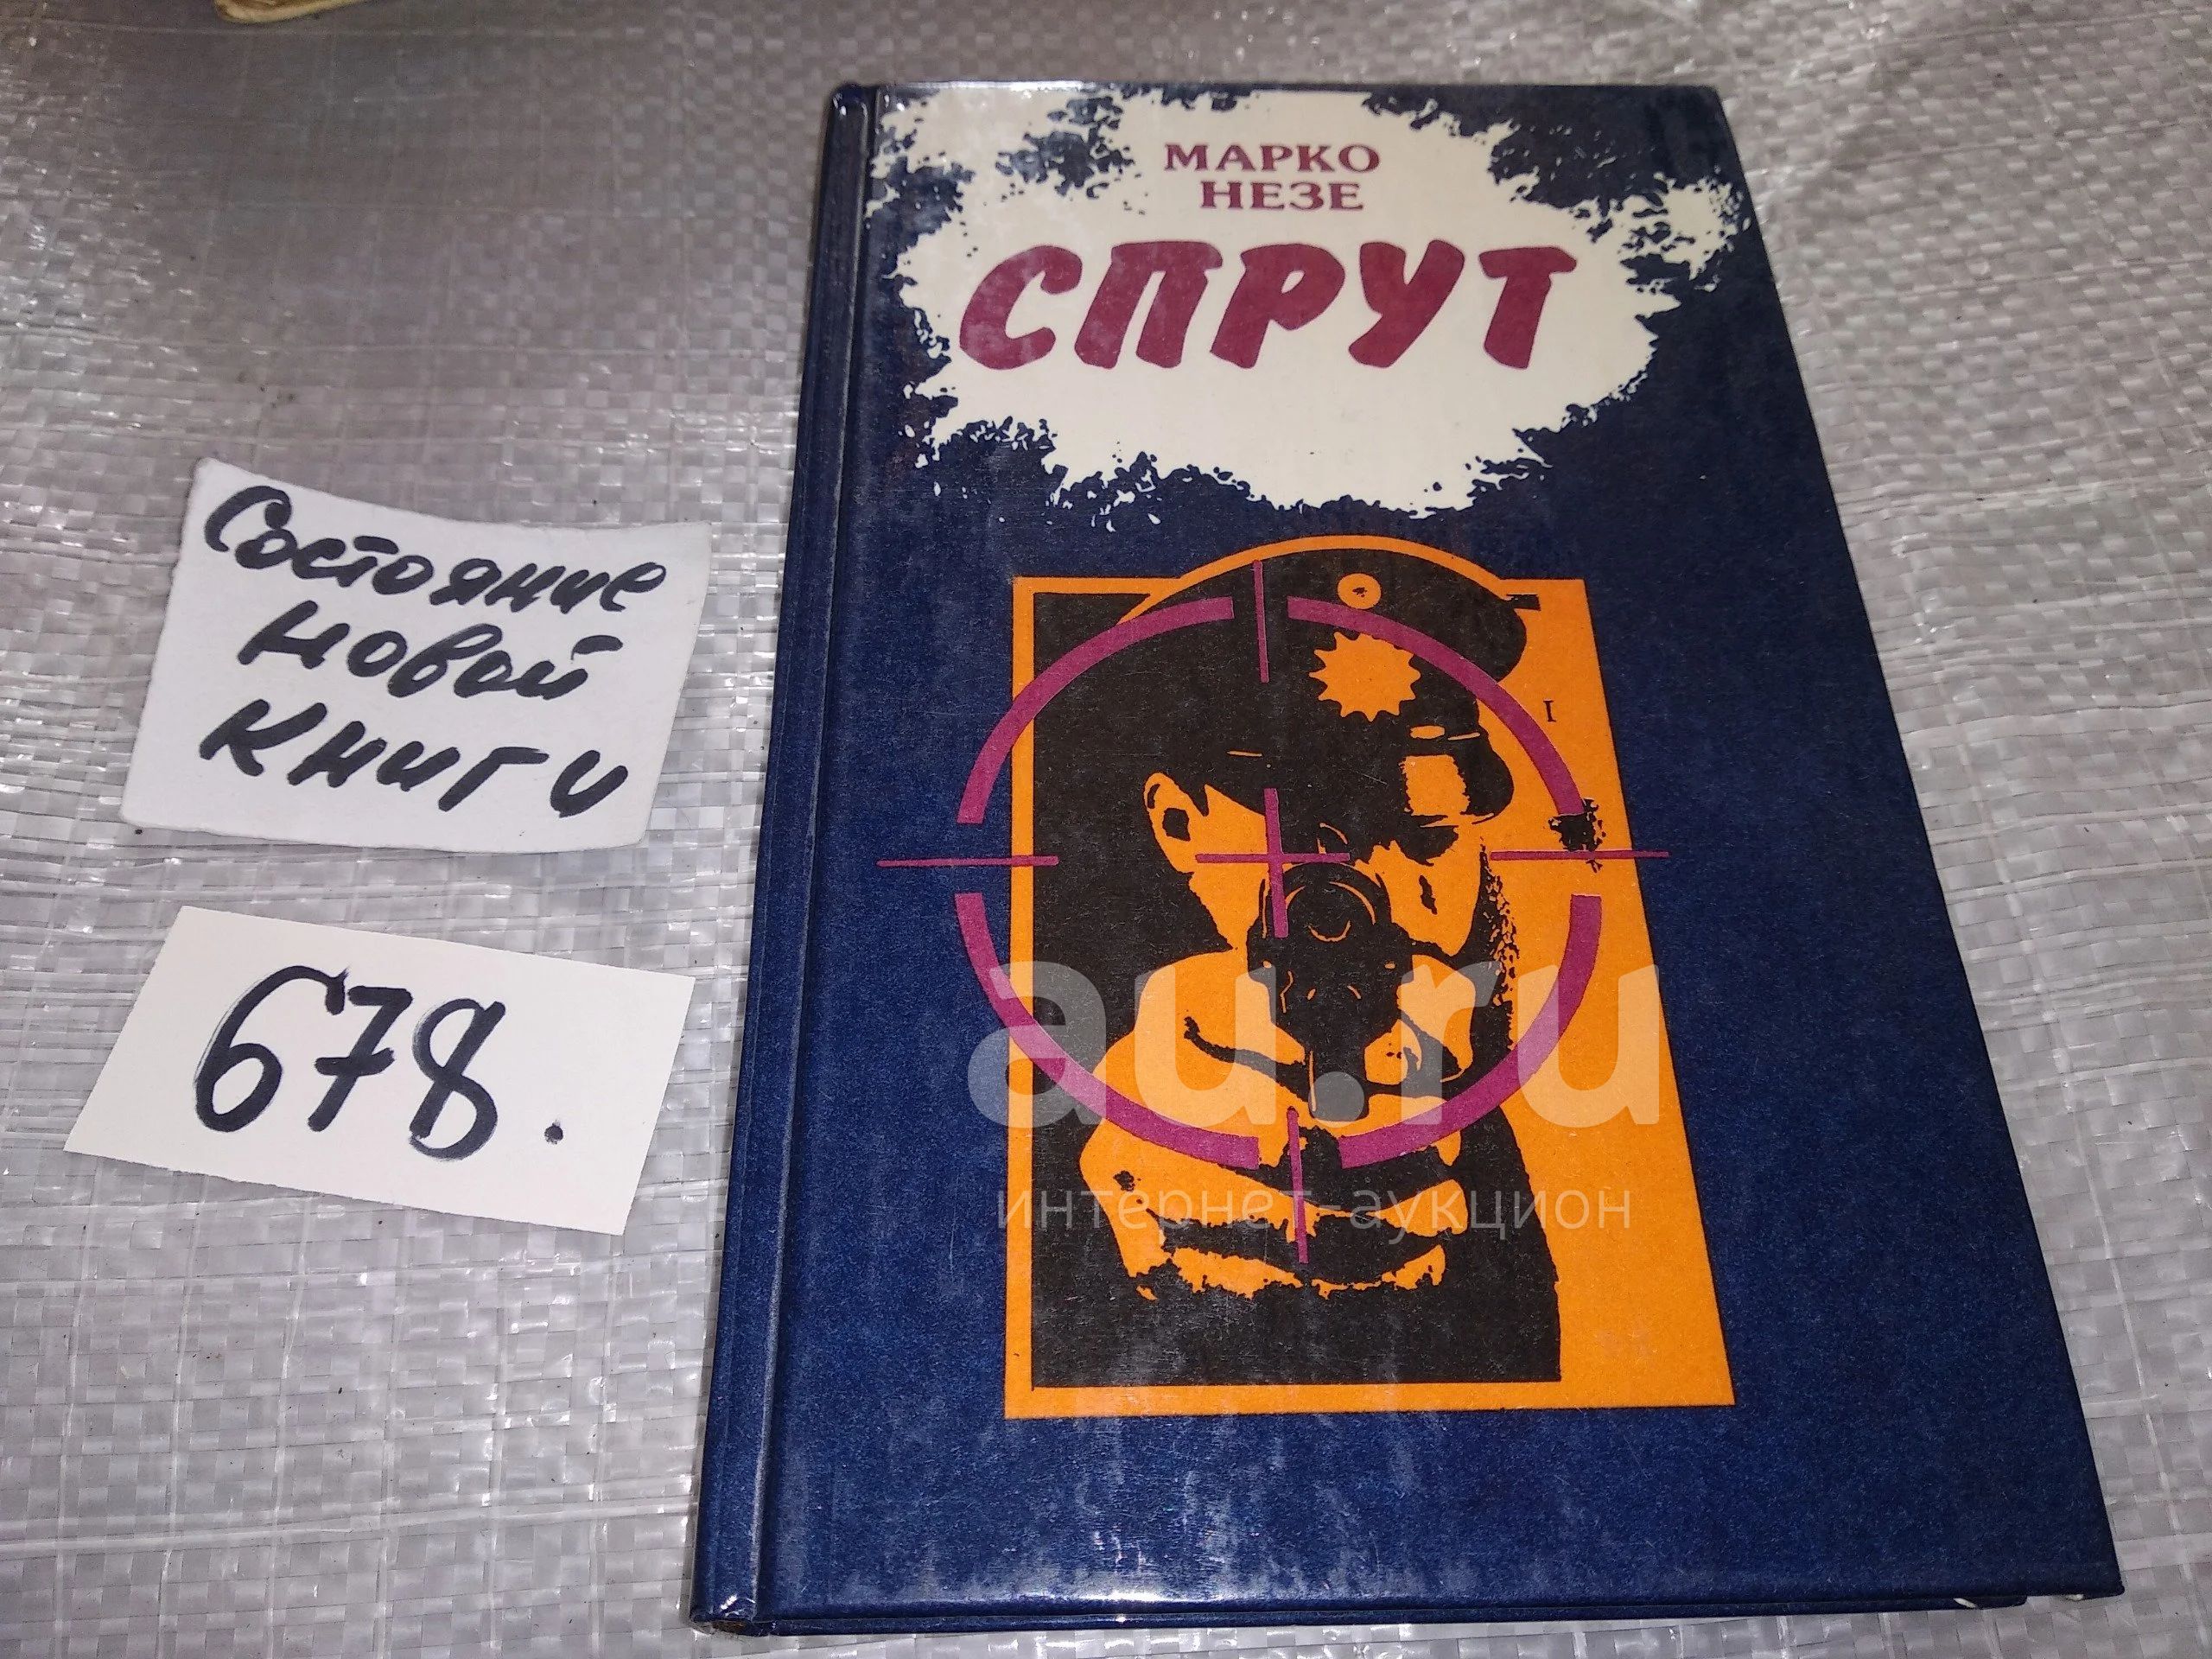 МАРКО
НЕЗЕ
СПРУТ
I
Состояние
новой
книги
678.
au.ru
интернет аукцион